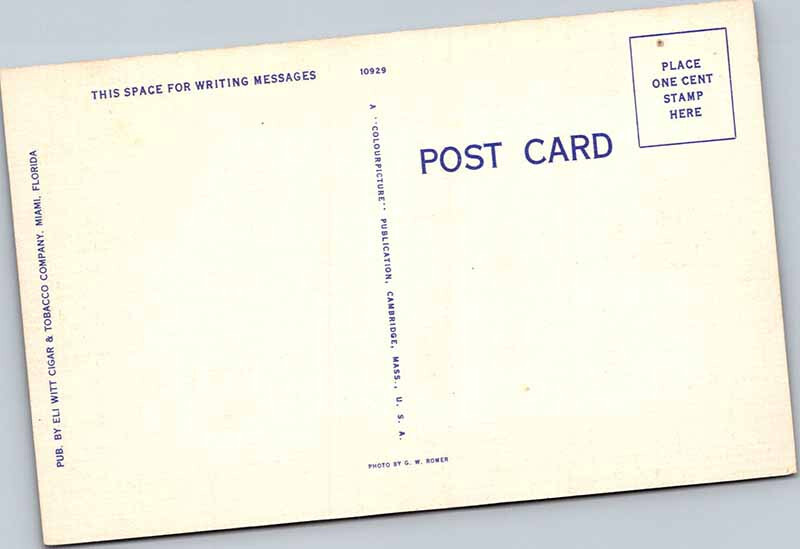 THIS SPACE FOR WRITING MESSAGES
10929
PLACE
ONE CENT
STAMP
HERE
POST CARD
PUB. BY ELI WITT CIGAR & TOBACCO COMPANY, MIAMI, FLORIDA
A "COLOURPICTURE" PUBLICATION, CAMBRIDGE, MASS., U. S. A.
PHOTO BY G. W. ROMER